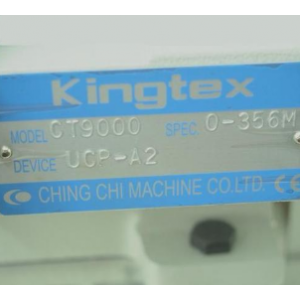 Kingtex
MODEL CT9000 SPEC. 0-356M
DEVICE UCP-A2
CHING CHI MACHINE CO.LTD. CE